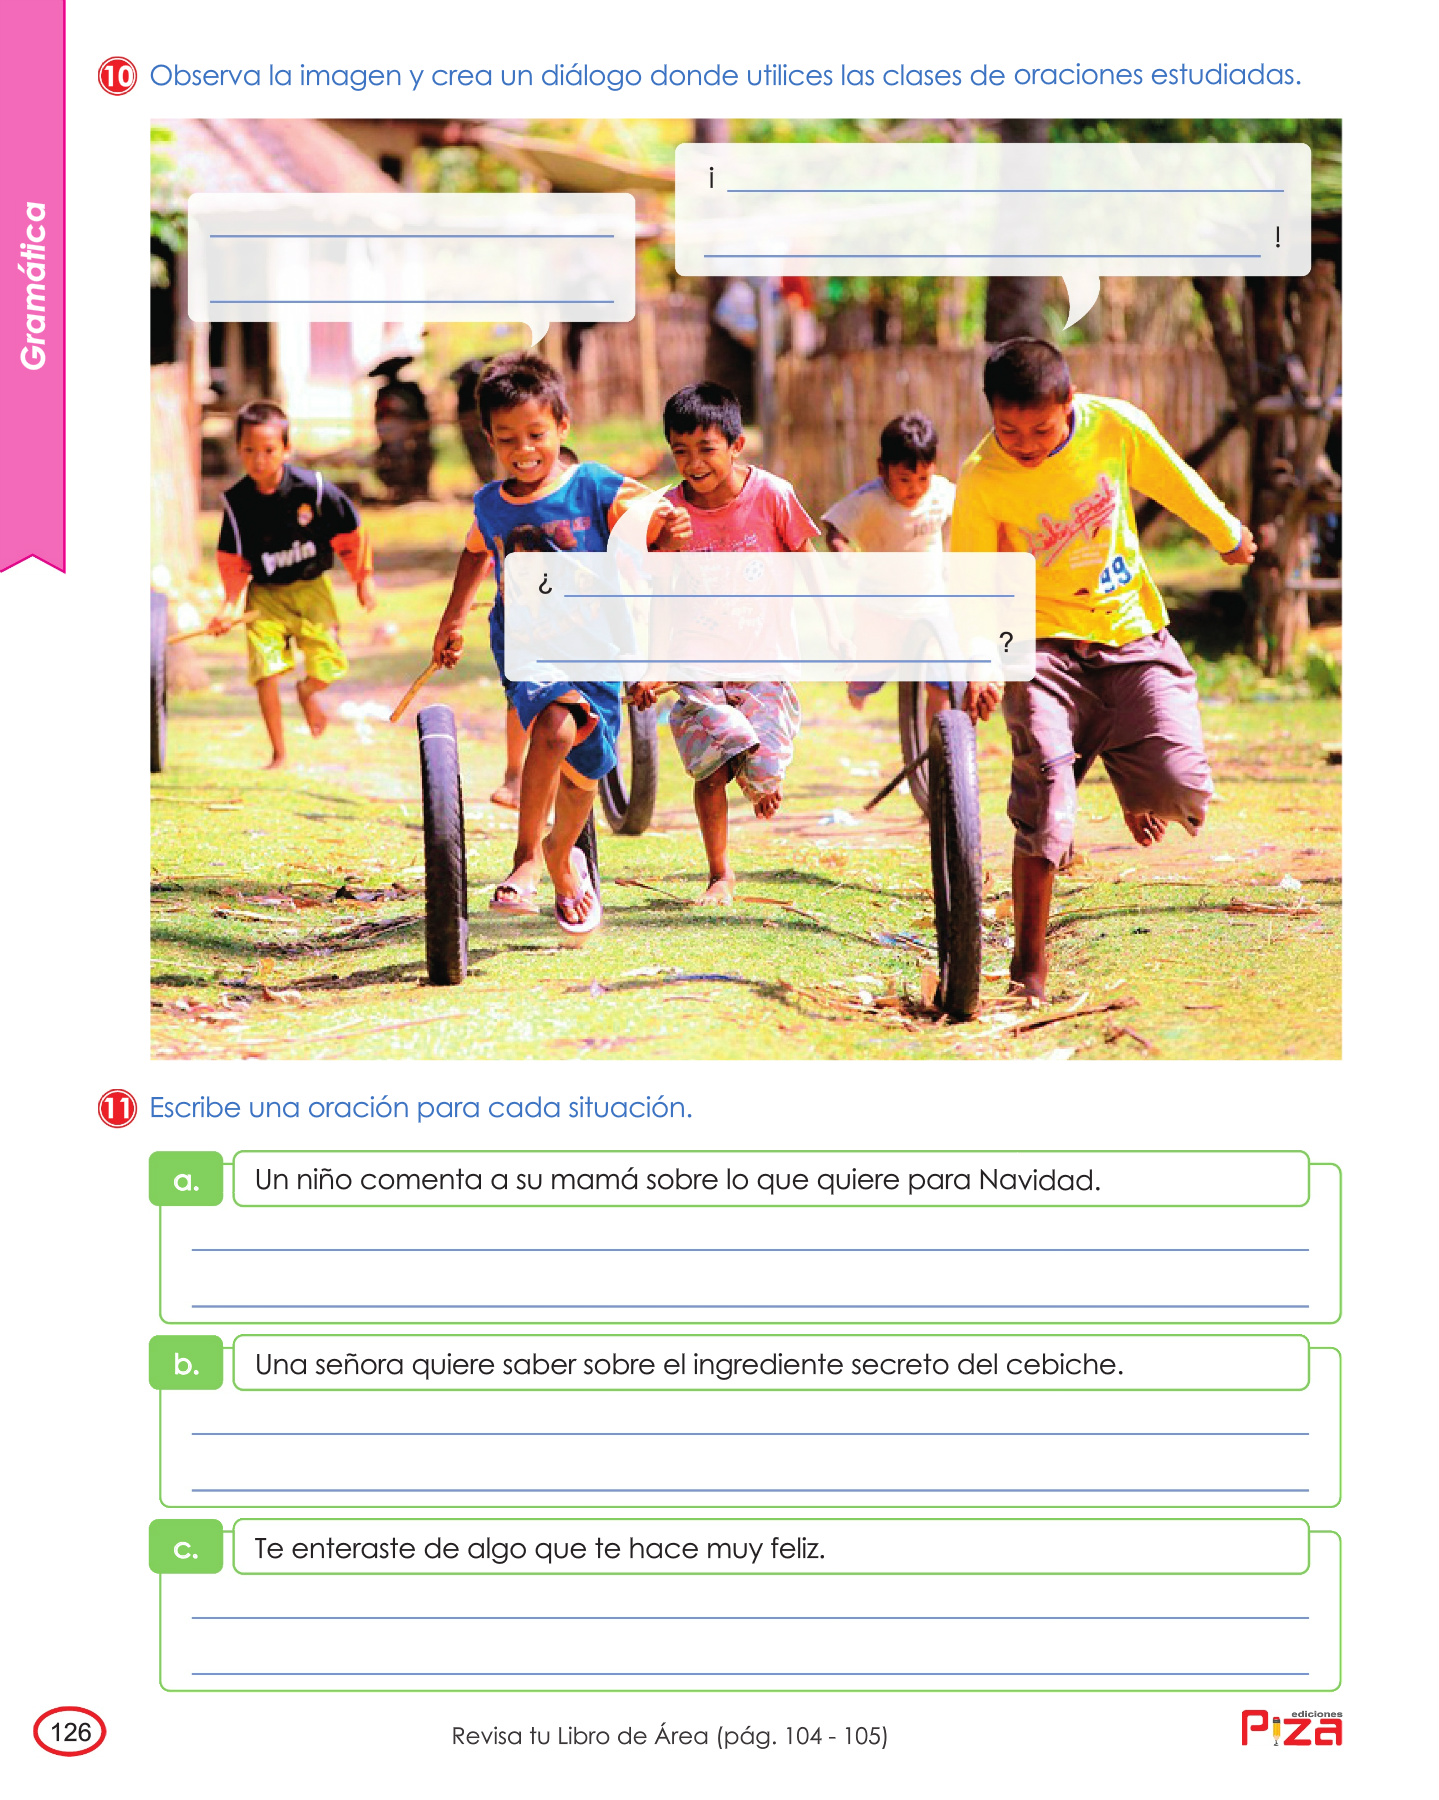 Gramática
10 Observa la imagen y crea un diálogo donde utilices las clases de oraciones estudiadas.
¡
!
bwin
¿
?
11 Escribe una oración para cada situación.
a. Un niño comenta a su mamá sobre lo que quiere para Navidad.
b. Una señora quiere saber sobre el ingrediente secreto del cebiche.
c. Te enteraste de algo que te hace muy feliz.
126
Revisa tu Libro de Área (pág. 104 - 105)
ediciones
Piza